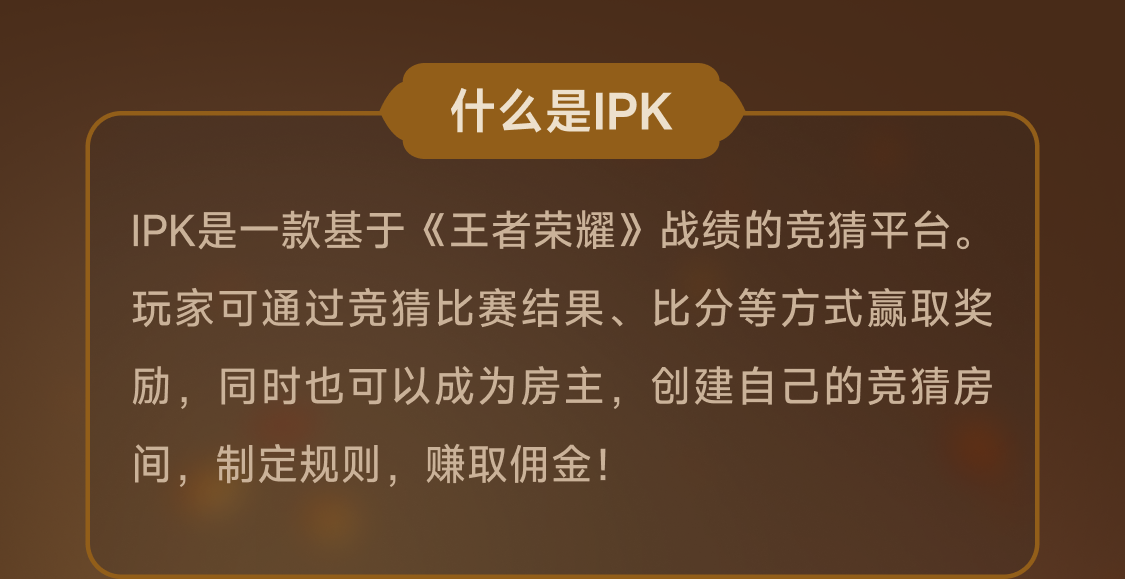 什么是IPK
IPK是一款基于《王者荣耀》战绩的竞猜平台。
玩家可通过竞猜比赛结果、比分等方式赢取奖
励，同时也可以成为房主，创建自己的竞猜房
间，制定规则，赚取佣金！